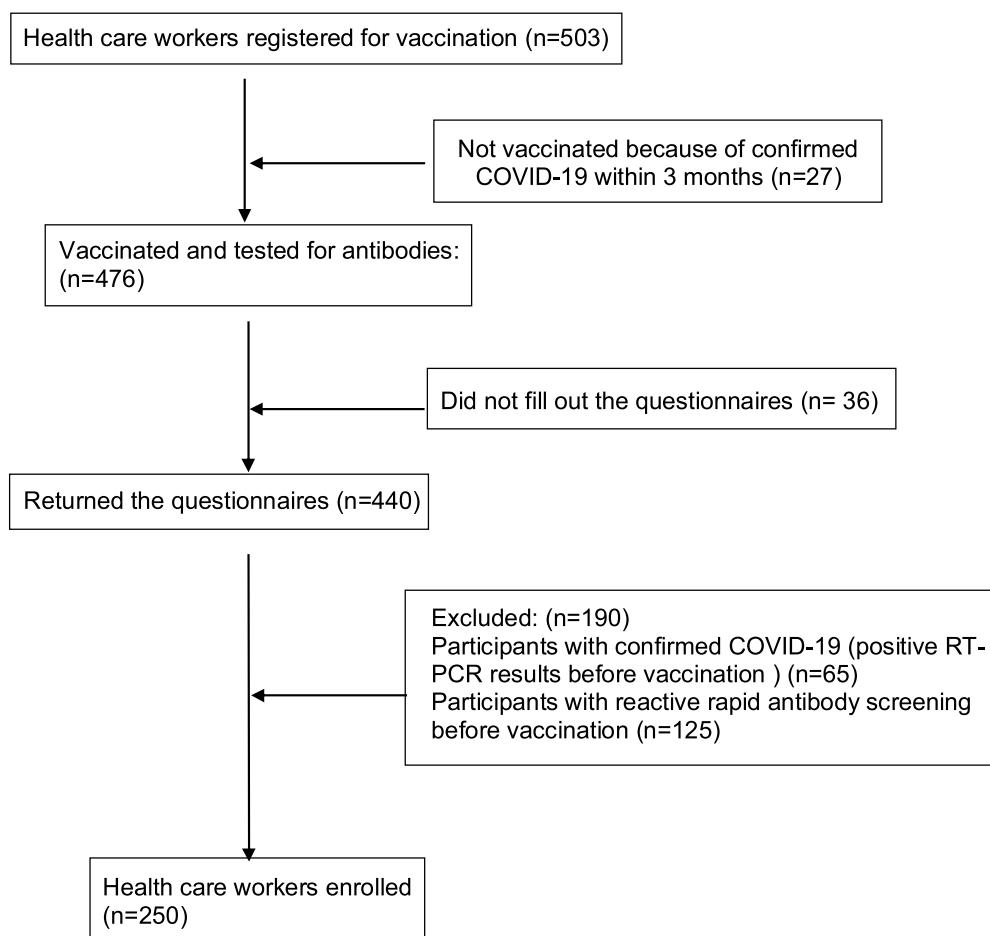 Health care workers registered for vaccination (n=503)
Not vaccinated because of confirmed
COVID-19 within 3 months (n=27)
Vaccinated and tested for antibodies:
(n=476)
Did not fill out the questionnaires (n= 36)
Returned the questionnaires (n=440)
Excluded: (n=190)
Participants with confirmed COVID-19 (positive RT-
PCR results before vaccination ) (n=65)
Participants with reactive rapid antibody screening
before vaccination (n=125)
Health care workers enrolled
(n=250)